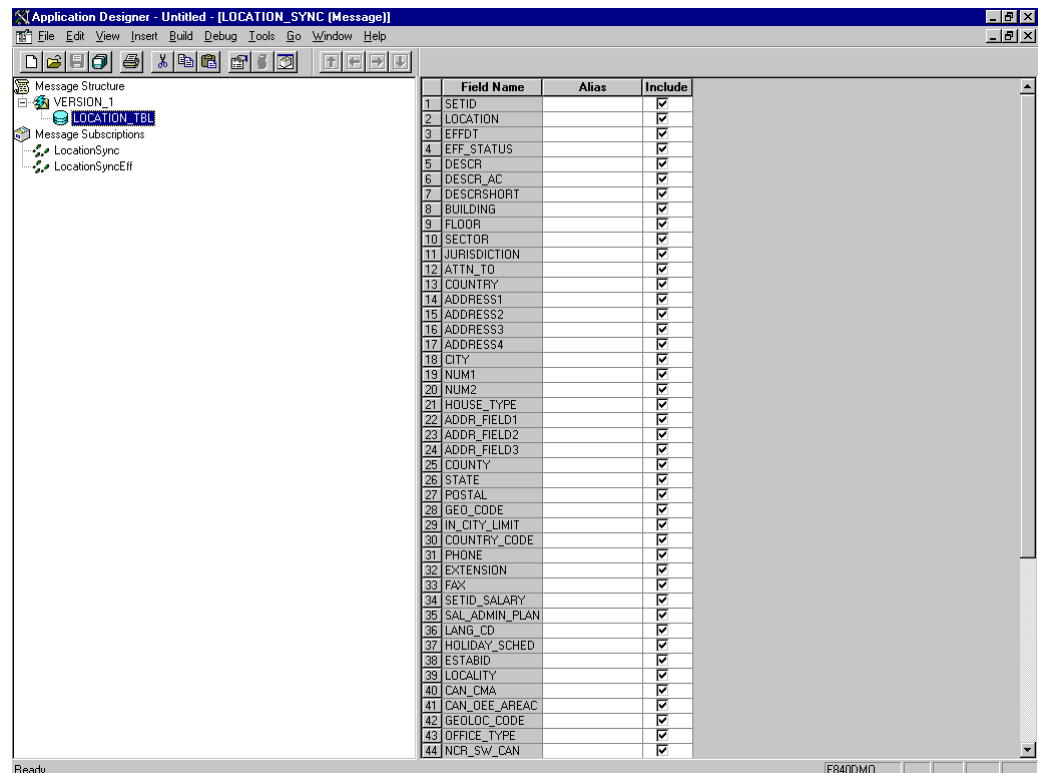 Application Designer - Untitled - [LOCATION_SYNC (Message)]
File Edit View Insert Build Debug Tools Go Window Help
Message Structure
VERSION_1
LOCATION_TBL
Message Subscriptions
LocationSync
LocationSyncEff
Field Name Alias Include
1 SETID
2 LOCATION
3 EFFDT
4 EFF_STATUS
5 DESCR
6 DESCR_AC
7 DESCRSHORT
8 BUILDING
9 FLOOR
10 SECTOR
11 JURISDICTION
12 ATTN_TO
13 COUNTRY
14 ADDRESS1
15 ADDRESS2
16 ADDRESS3
17 ADDRESS4
18 CITY
19 NUM1
20 NUM2
21 HOUSE_TYPE
22 ADDR_FIELD1
23 ADDR_FIELD2
24 ADDR_FIELD3
25 COUNTY
26 STATE
27 POSTAL
28 GEO_CODE
29 IN_CITY_LIMIT
30 COUNTRY_CODE
31 PHONE
32 EXTENSION
33 FAX
34 SETID_SALARY
35 SAL_ADMIN_PLAN
36 LANG_CD
37 HOLIDAY_SCHED
38 ESTABID
39 LOCALITY
40 CAN_CMA
41 CAN_OEE_AREAC
42 GEOLOC_CODE
43 OFFICE_TYPE
44 NCR_SW_CAN
Ready E840DMO